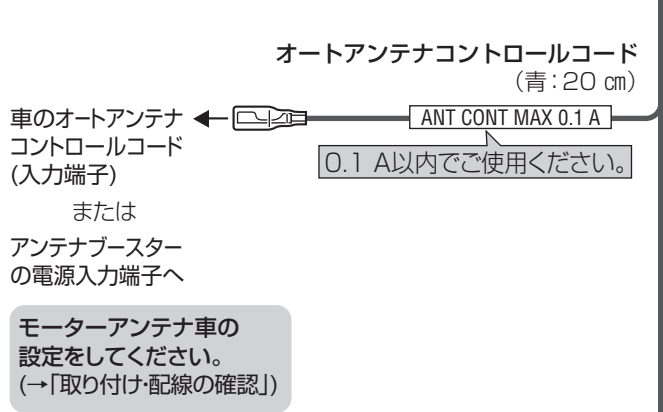 オートアンテナコントロールコード
（青：20 ㎝）
車のオートアンテナ
コントロールコード
(入力端子)
または
アンテナブースター
の電源入力端子へ
ANT CONT MAX 0.1 A
0.1 A以内でご使用ください。
モーターアンテナ車の
設定をしてください。
(→「取り付け・配線の確認」)